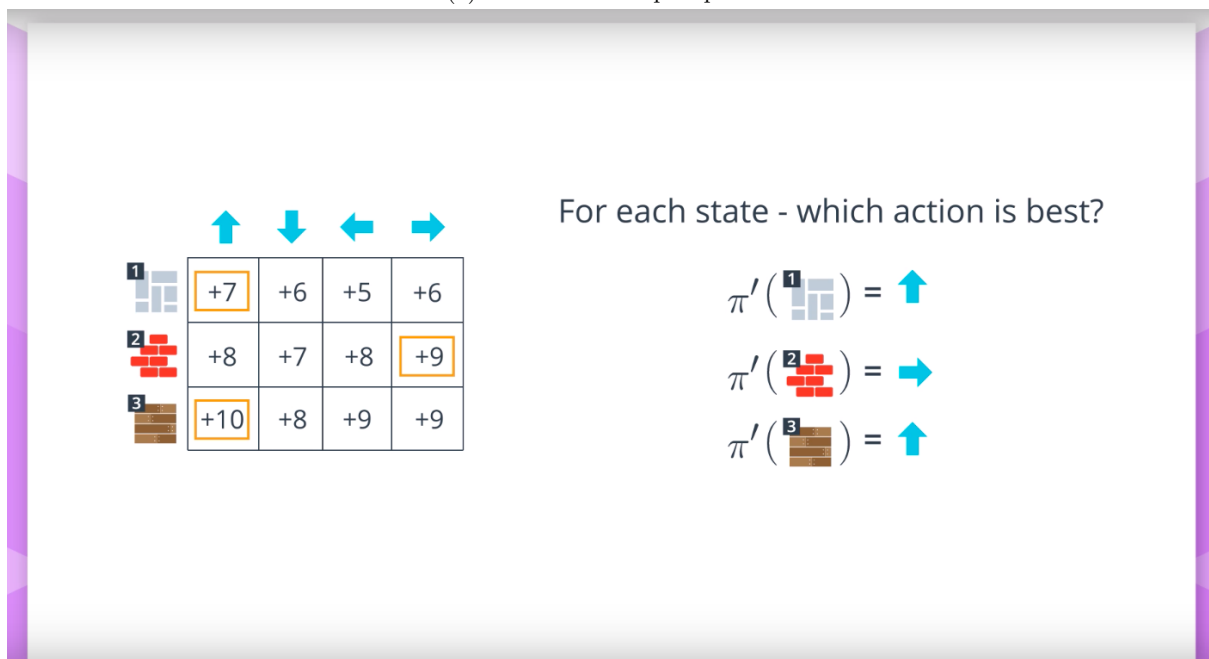 For each state - which action is best?
1
+7 +6 +5 +6
2
+8 +7 +8 +9
3
+10 +8 +9 +9
π′(1) =
π′(2) =
π′(3) =